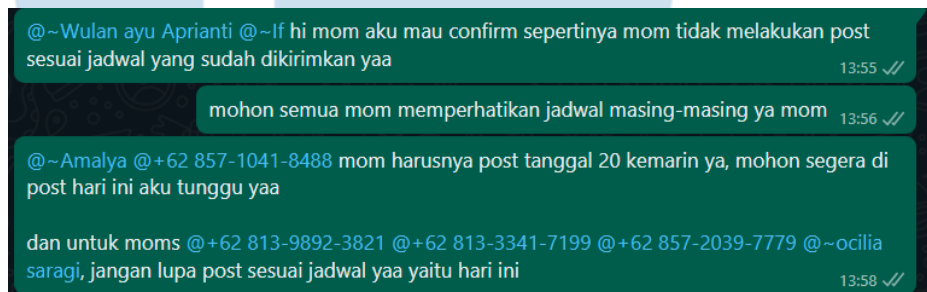 @~Wulan ayu Aprianti @~If hi mom aku mau confirm sepertinya mom tidak melakukan post
sesuai jadwal yang sudah dikirimkan yaa
13:55
mohon semua mom memperhatikan jadwal masing-masing ya mom 13:56
@~Amalya @+62 857-1041-8488 mom harusnya post tanggal 20 kemarin ya, mohon segera di
post hari ini aku tunggu yaa
dan untuk moms @+62 813-9892-3821 @+62 813-3341-7199 @+62 857-2039-7779 @~ocilia
saragi, jangan lupa post sesuai jadwal yaa yaitu hari ini
13:58